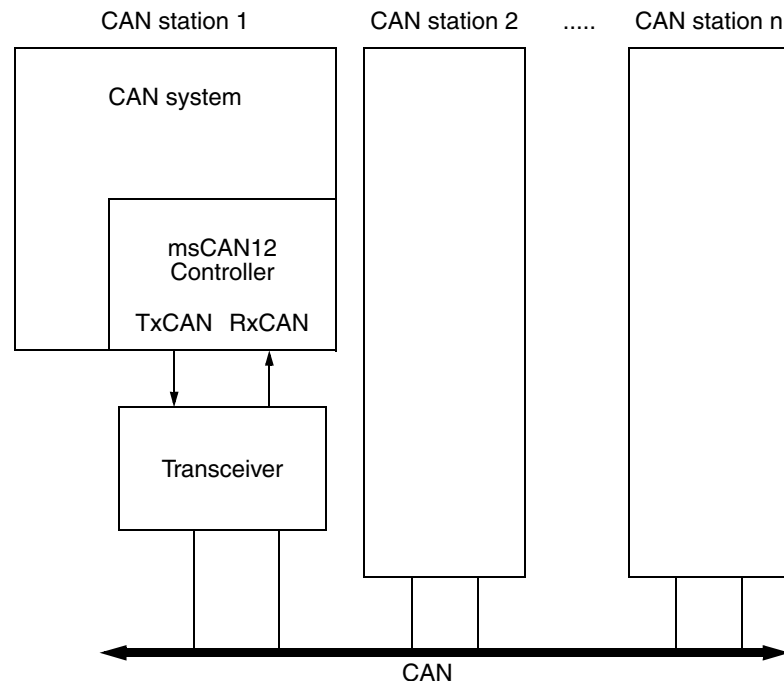 CAN station 1
CAN station 2
.....
CAN station n
CAN system
msCAN12
Controller
TxCAN
RxCAN
Transceiver
CAN